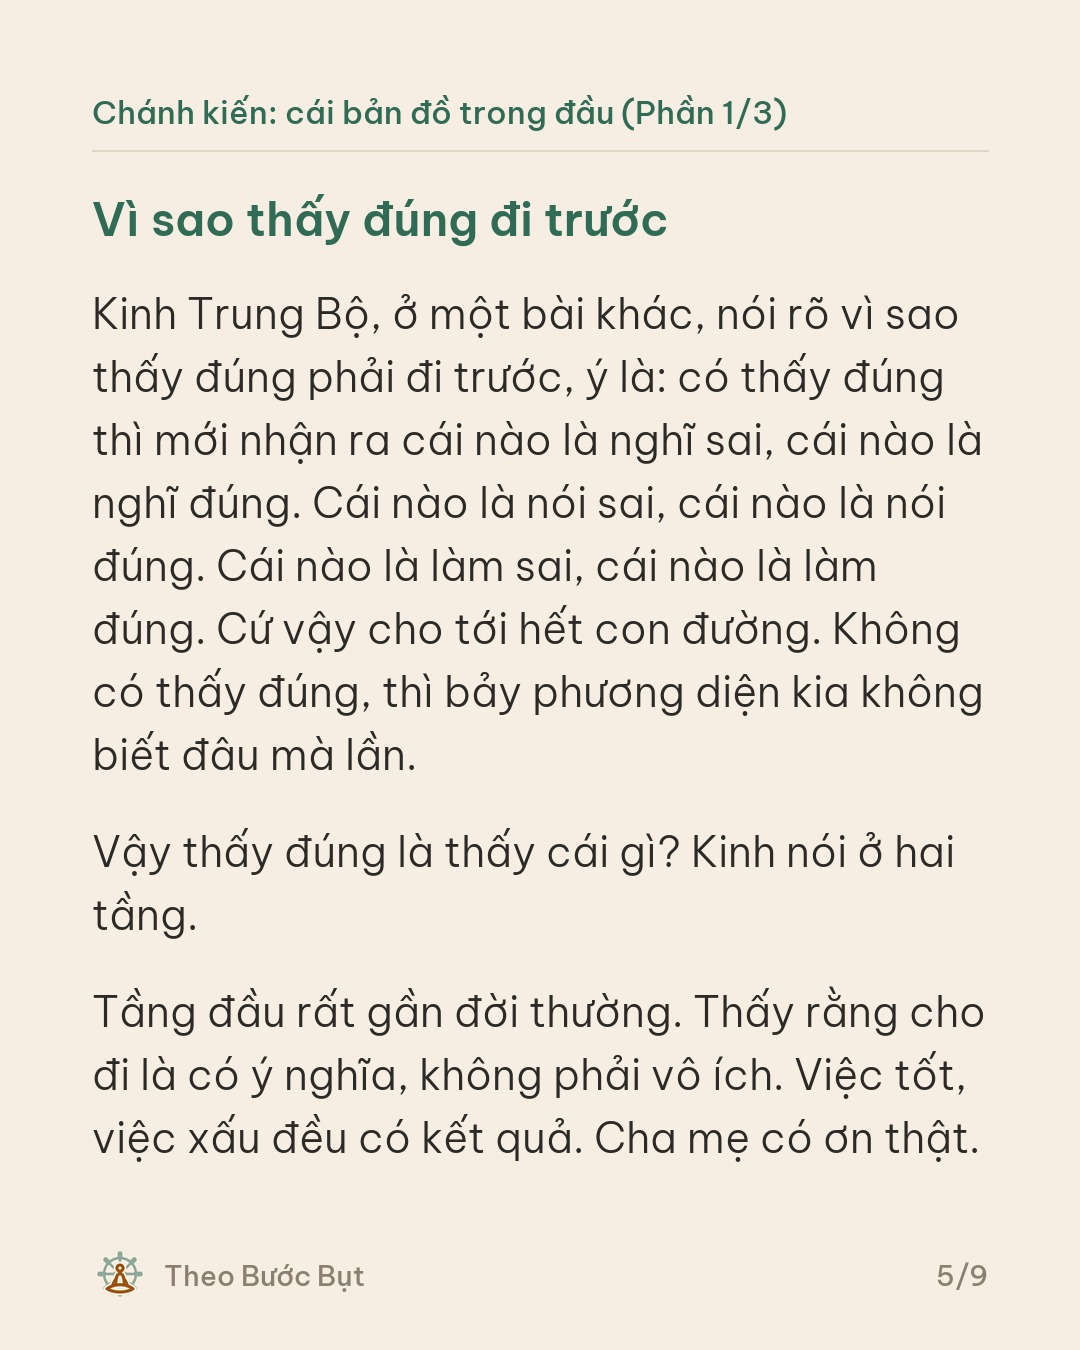 Chánh kiến: cái bản đồ trong đầu (Phần 1/3)
Vì sao thấy đúng đi trước
Kinh Trung Bộ, ở một bài khác, nói rõ vì sao
thấy đúng phải đi trước, ý là: có thấy đúng
thì mới nhận ra cái nào là nghĩ sai, cái nào là
nghĩ đúng. Cái nào là nói sai, cái nào là nói
đúng. Cái nào là làm sai, cái nào là làm
đúng. Cứ vậy cho tới hết con đường. Không
có thấy đúng, thì bảy phương diện kia không
biết đâu mà lần.
Vậy thấy đúng là thấy cái gì? Kinh nói ở hai
tầng.
Tầng đầu rất gần đời thường. Thấy rằng cho
đi là có ý nghĩa, không phải vô ích. Việc tốt,
việc xấu đều có kết quả. Cha mẹ có ơn thật.
Theo Bước Bụt
5/9